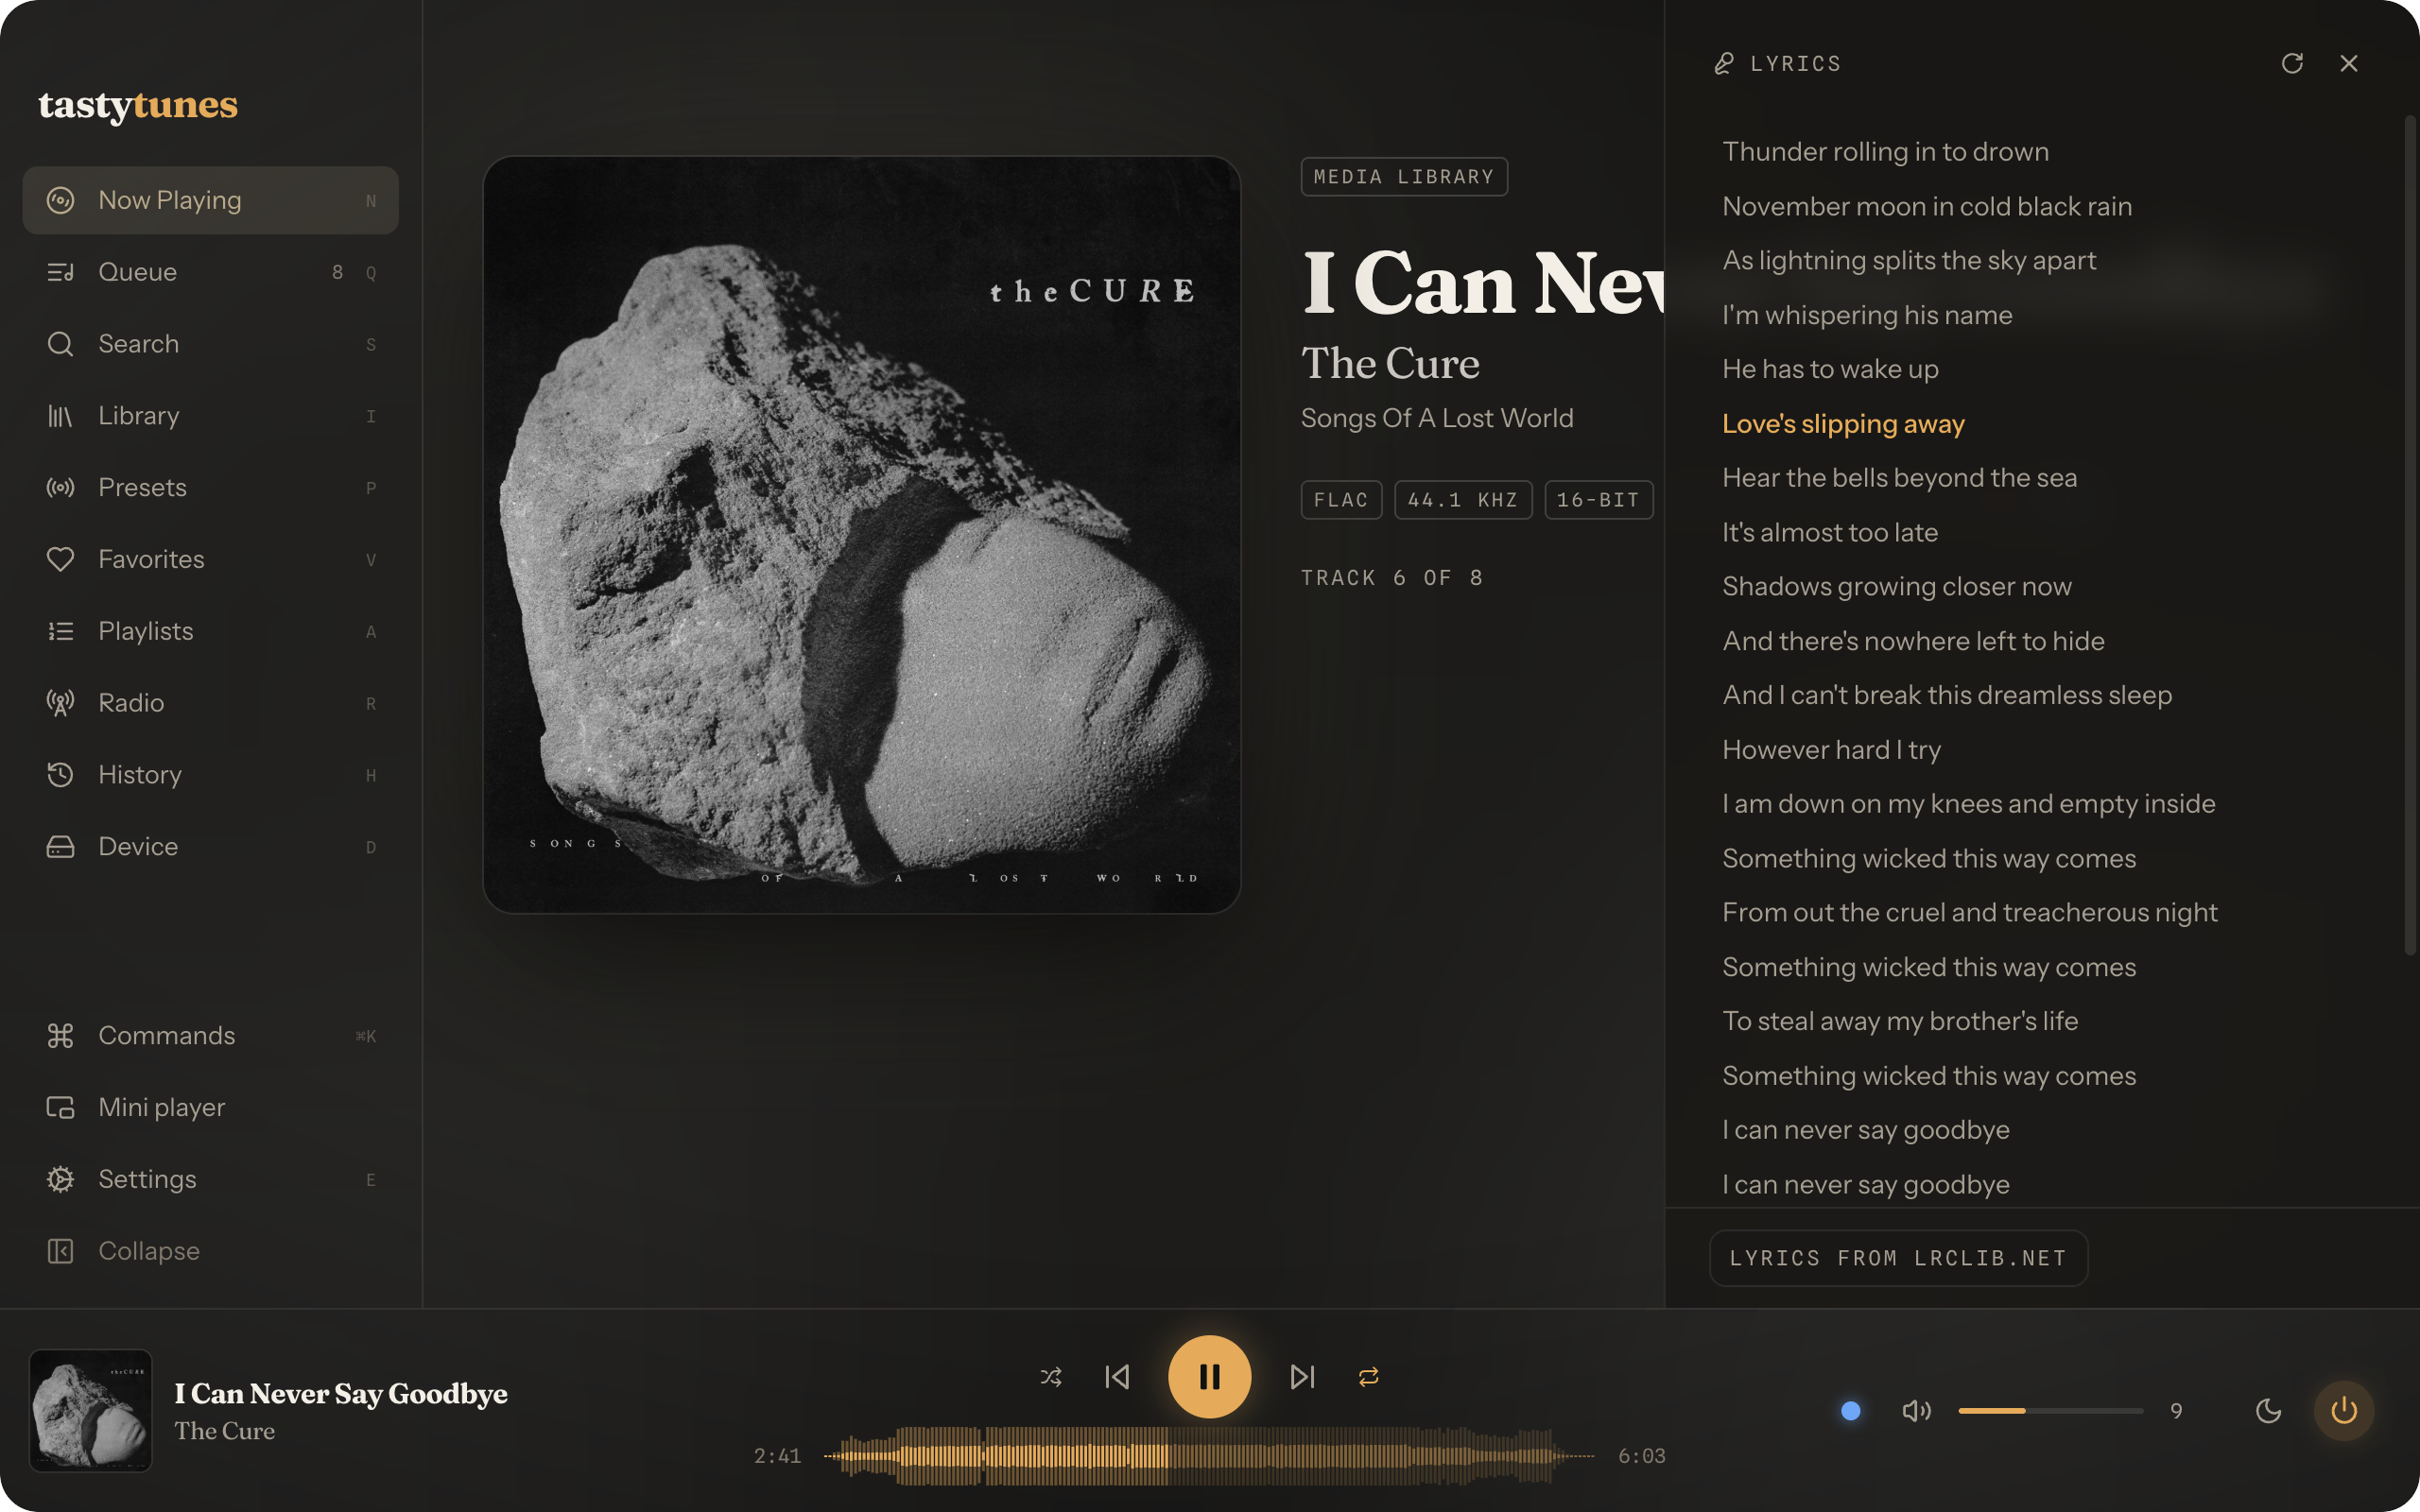 tastytunes
Now Playing N
Queue 8 Q
Search S
Library I
Presets P
Favorites V
Playlists A
Radio R
History H
Device D
Commands ⌘K
Mini player
Settings E
Collapse
theCURE
SONGS
OF A LOST WORLD
MEDIA LIBRARY
I Can Nev
The Cure
Songs Of A Lost World
FLAC 44.1 KHZ 16-BIT
TRACK 6 OF 8
LYRICS
Thunder rolling in to drown
November moon in cold black rain
As lightning splits the sky apart
I'm whispering his name
He has to wake up
Love's slipping away
Hear the bells beyond the sea
It's almost too late
Shadows growing closer now
And there's nowhere left to hide
And I can't break this dreamless sleep
However hard I try
I am down on my knees and empty inside
Something wicked this way comes
From out the cruel and treacherous night
Something wicked this way comes
To steal away my brother's life
Something wicked this way comes
I can never say goodbye
I can never say goodbye
LYRICS FROM LRCLIB.NET
I Can Never Say Goodbye
The Cure
2:41
6:03
9